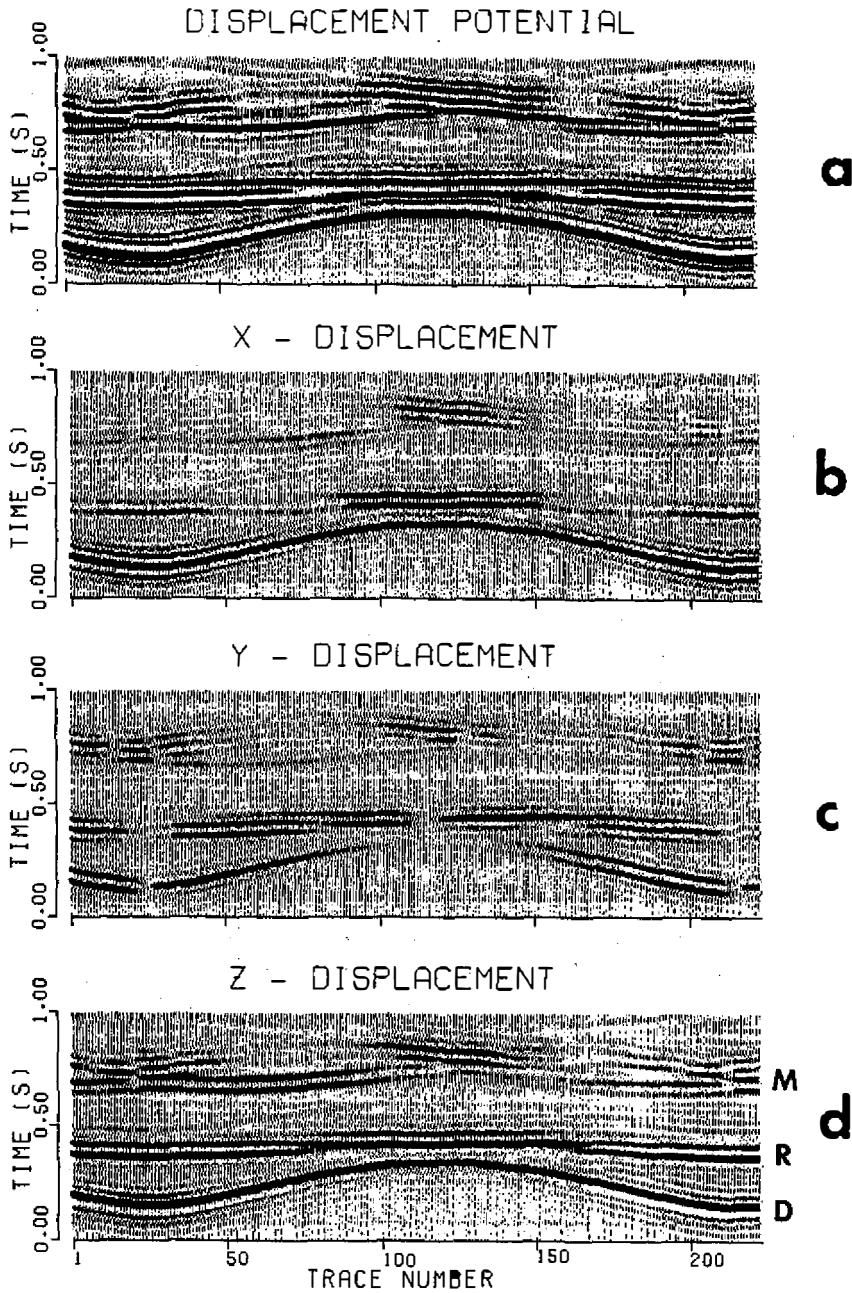 DISPLACEMENT POTENTIAL
1.00
0.50
0.00
TIME (S)
a
X - DISPLACEMENT
1.00
0.50
0.00
TIME (S)
b
Y - DISPLACEMENT
1.00
0.50
0.00
TIME (S)
c
Z - DISPLACEMENT
1.00
0.50
0.00
TIME (S)
M
R
D
d
1 50 100 150 200
TRACE NUMBER